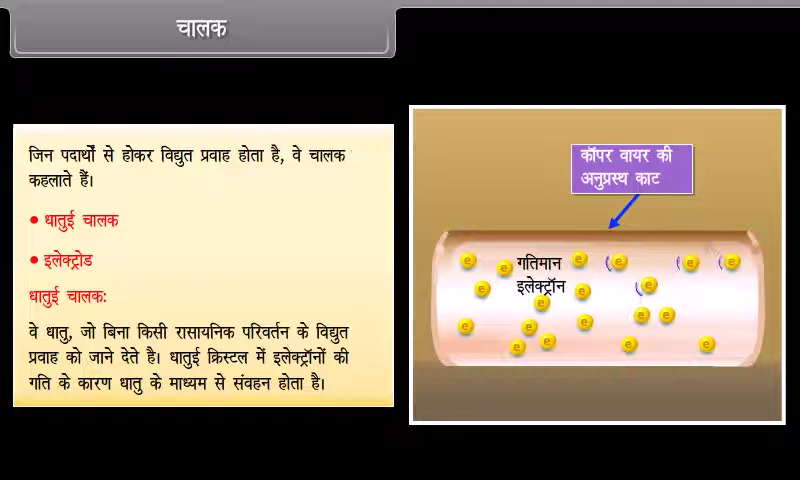 चालक
जिन पदार्थों से होकर विद्युत प्रवाह होता है, वे चालक
कहलाते हैं।
• धातुई चालक
• इलेक्ट्रोड
धातुई चालक:
वे धातु, जो बिना किसी रासायनिक परिवर्तन के विद्युत
प्रवाह को जाने देते है। धातुई क्रिस्टल में इलेक्ट्रॉनों की
गति के कारण धातु के माध्यम से संवहन होता है।
कॉपर वायर की
अनुप्रस्थ काट
गतिमान
इलेक्ट्रॉन
e e e e e e
e e e
e
e e
e e e
e e e e